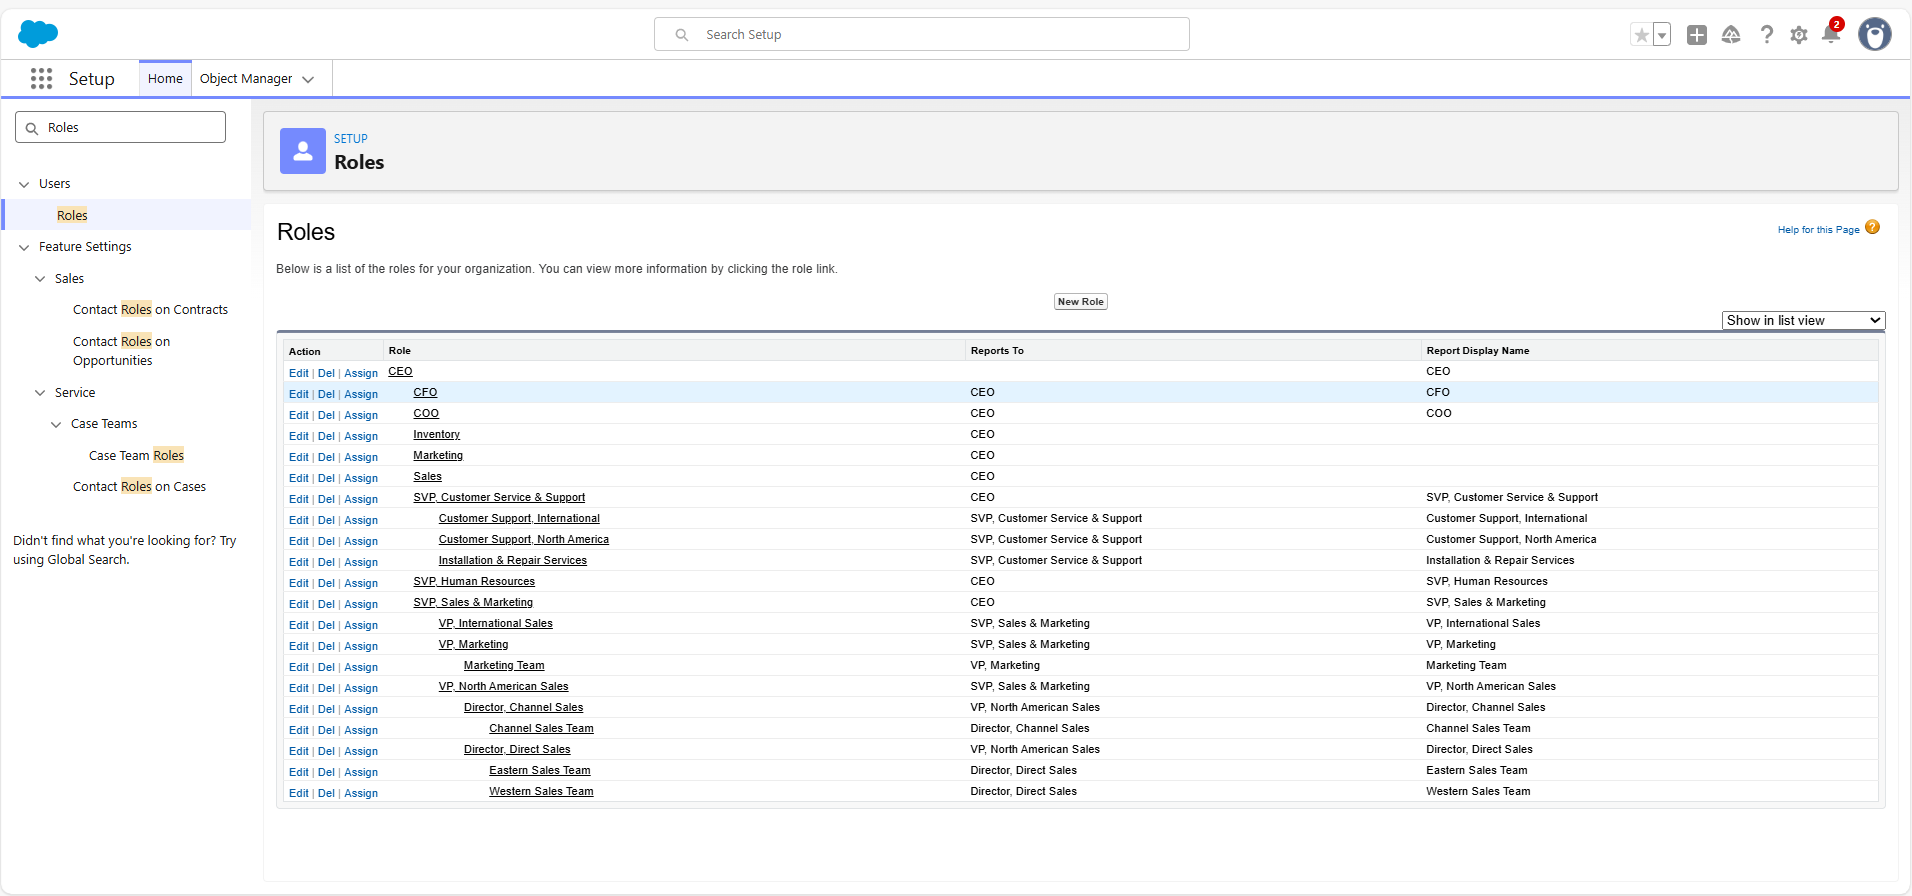 Search Setup
2
Setup
Home
Object Manager
Roles
Users
Roles
Feature Settings
Sales
Contact Roles on Contracts
Contact Roles on
Opportunities
Service
Case Teams
Case Team Roles
Contact Roles on Cases
Didn't find what you're looking for? Try
using Global Search.
SETUP
Roles
Roles
Help for this Page ?
Below is a list of the roles for your organization. You can view more information by clicking the role link.
New Role
Show in list view
Action Role Reports To Report Display Name
Edit | Del | Assign CEO CEO
Edit | Del | Assign CFO CEO CFO
Edit | Del | Assign COO CEO COO
Edit | Del | Assign Inventory CEO
Edit | Del | Assign Marketing CEO
Edit | Del | Assign Sales CEO
Edit | Del | Assign SVP, Customer Service & Support CEO SVP, Customer Service & Support
Edit | Del | Assign Customer Support, International SVP, Customer Service & Support Customer Support, International
Edit | Del | Assign Customer Support, North America SVP, Customer Service & Support Customer Support, North America
Edit | Del | Assign Installation & Repair Services SVP, Customer Service & Support Installation & Repair Services
Edit | Del | Assign SVP, Human Resources CEO SVP, Human Resources
Edit | Del | Assign SVP, Sales & Marketing CEO SVP, Sales & Marketing
Edit | Del | Assign VP, International Sales SVP, Sales & Marketing VP, International Sales
Edit | Del | Assign VP, Marketing SVP, Sales & Marketing VP, Marketing
Edit | Del | Assign Marketing Team VP, Marketing Marketing Team
Edit | Del | Assign VP, North American Sales SVP, Sales & Marketing VP, North American Sales
Edit | Del | Assign Director, Channel Sales VP, North American Sales Director, Channel Sales
Edit | Del | Assign Channel Sales Team Director, Channel Sales Channel Sales Team
Edit | Del | Assign Director, Direct Sales VP, North American Sales Director, Direct Sales
Edit | Del | Assign Eastern Sales Team Director, Direct Sales Eastern Sales Team
Edit | Del | Assign Western Sales Team Director, Direct Sales Western Sales Team